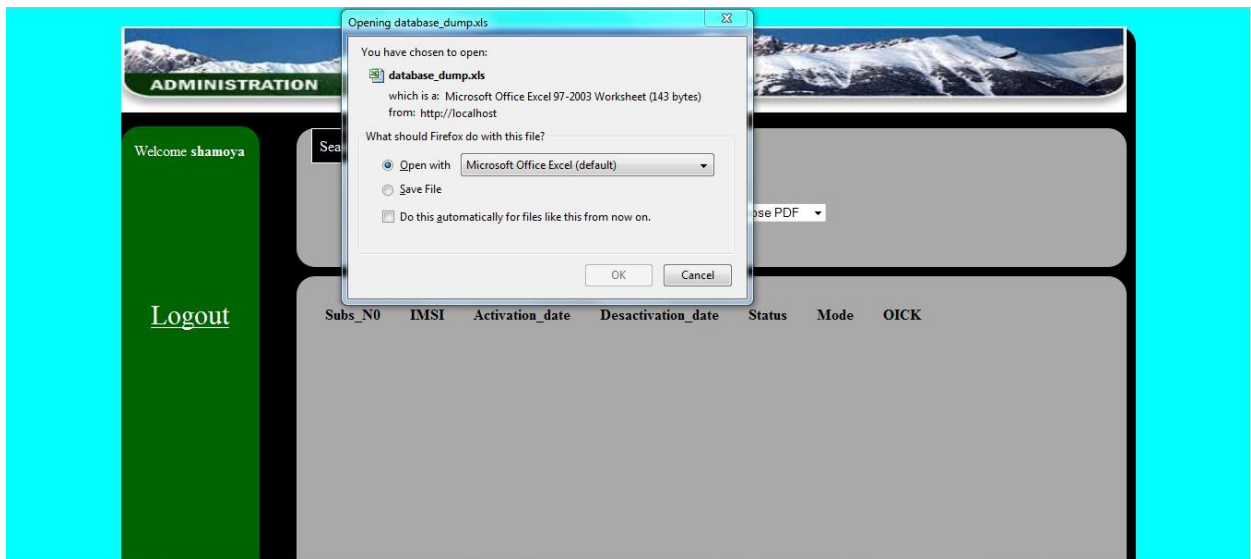 Opening database_dump.xls
You have chosen to open:
database_dump.xls
which is a: Microsoft Office Excel 97-2003 Worksheet (143 bytes)
from: http://localhost
What should Firefox do with this file?
Open with Microsoft Office Excel (default)
Save File
Do this automatically for files like this from now on.
OK Cancel
ADMINISTRATION
Welcome shamoya
Logout
PDF
Subs_N0 IMSI Activation_date Desactivation_date Status Mode OICK